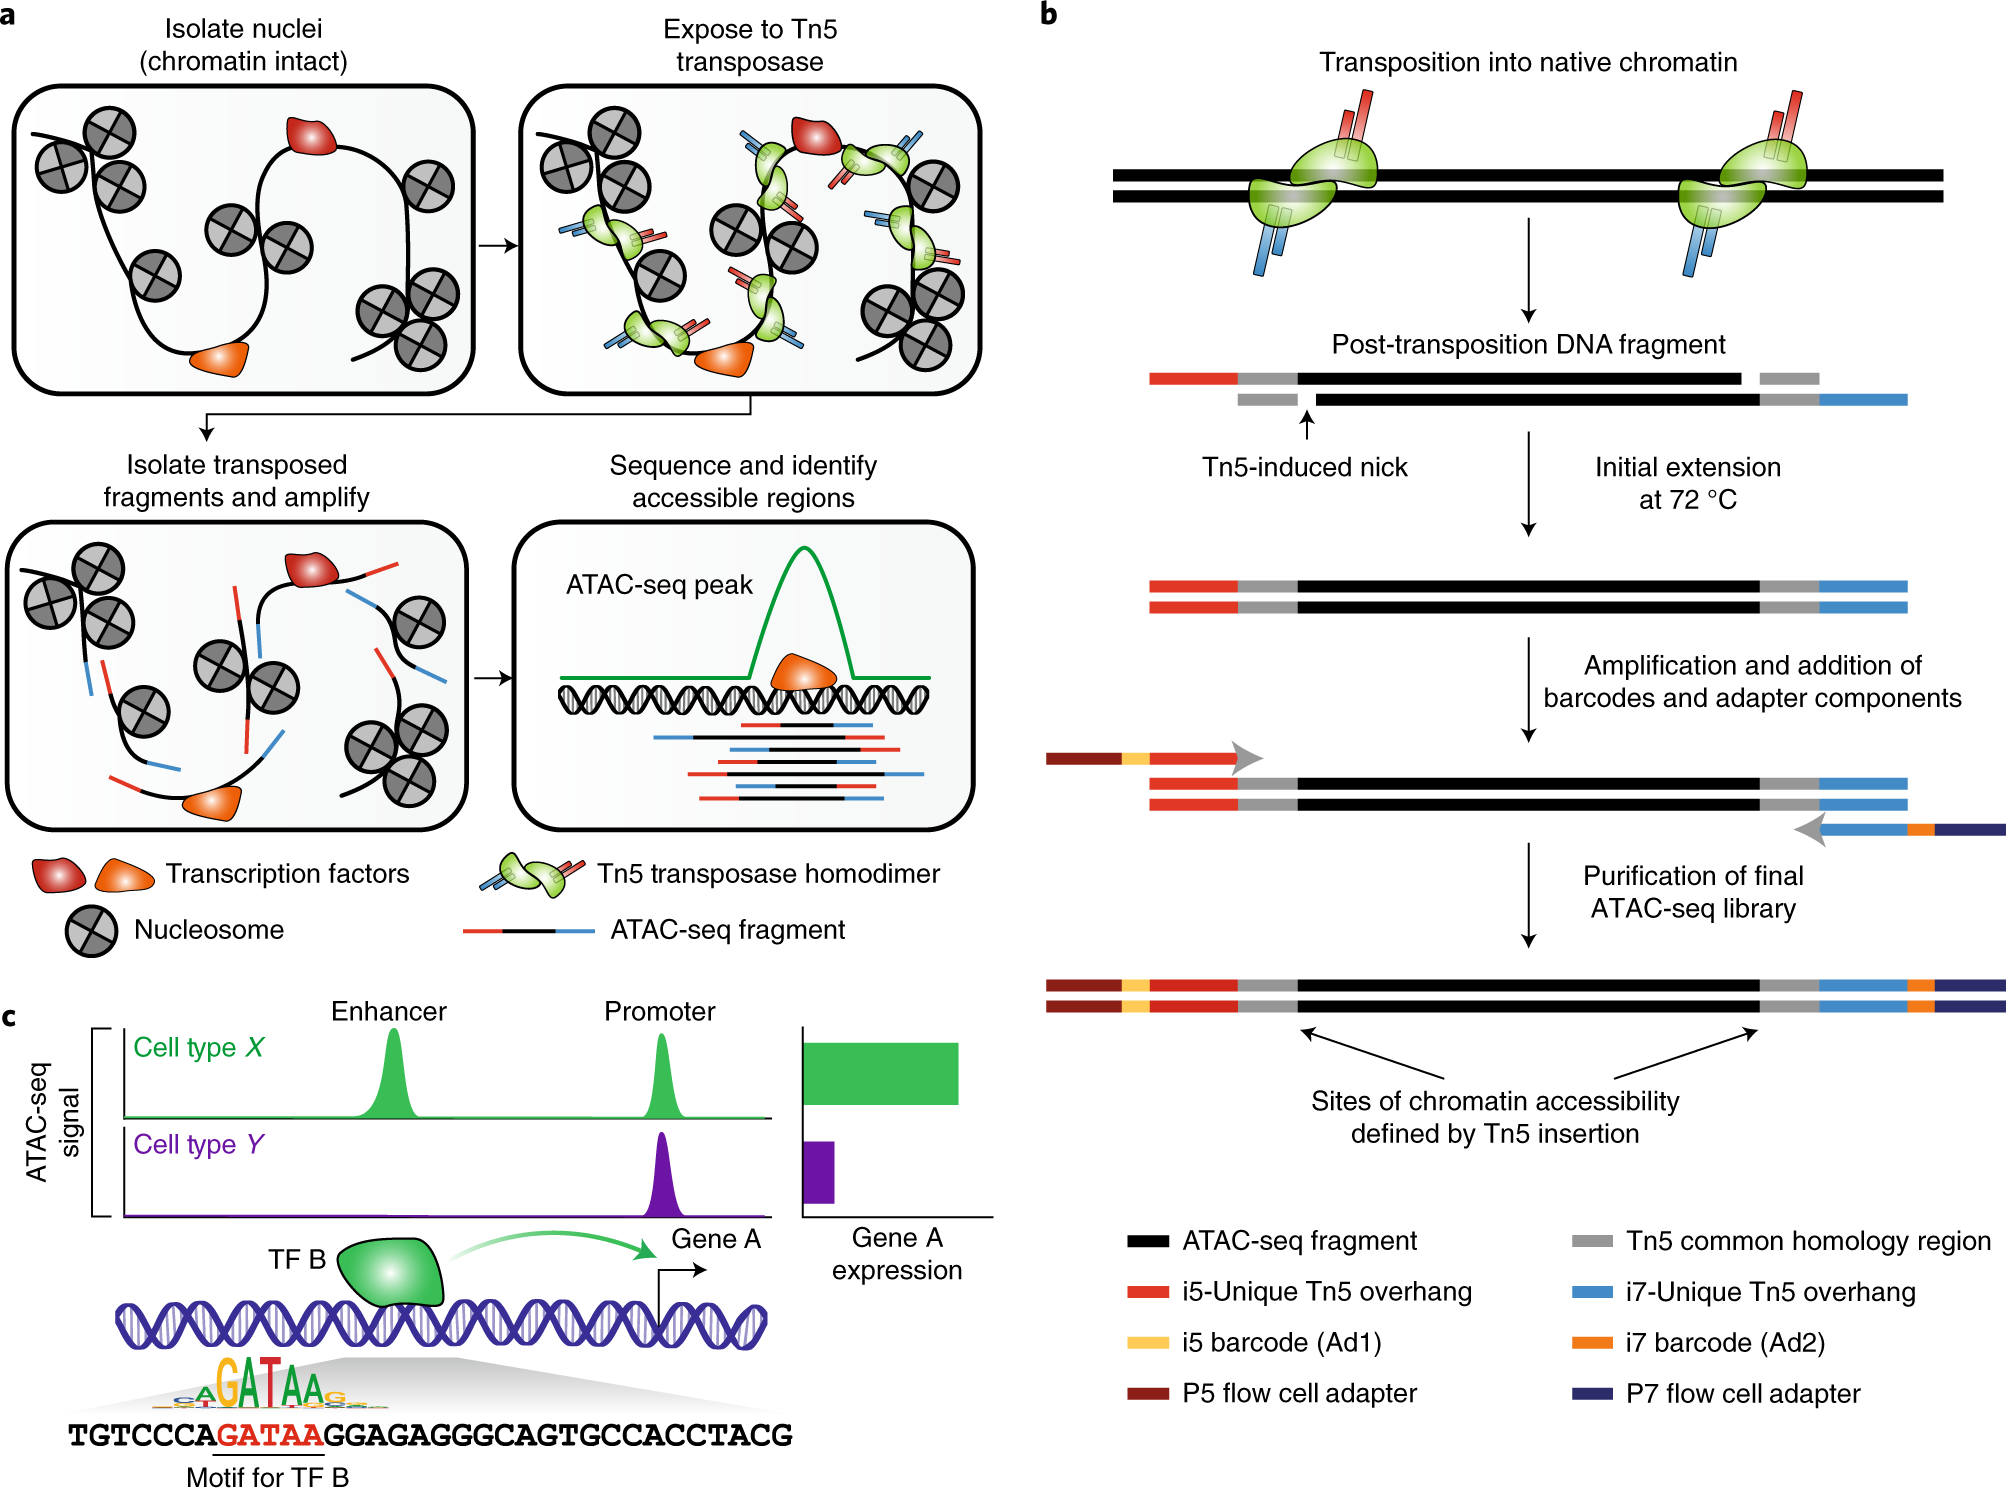 a
Isolate nuclei
(chromatin intact)
Expose to Tn5
transposase
Isolate transposed
fragments and amplify
Sequence and identify
accessible regions
ATAC-seq peak
Transcription factors
Tn5 transposase homodimer
Nucleosome
ATAC-seq fragment
b
Transposition into native chromatin
Post-transposition DNA fragment
Tn5-induced nick
Initial extension
at 72 °C
Amplification and addition of
barcodes and adapter components
Purification of final
ATAC-seq library
Sites of chromatin accessibility
defined by Tn5 insertion
ATAC-seq fragment
Tn5 common homology region
i5-Unique Tn5 overhang
i7-Unique Tn5 overhang
i5 barcode (Ad1)
i7 barcode (Ad2)
P5 flow cell adapter
P7 flow cell adapter
c
Enhancer
Promoter
ATAC-seq
signal
Cell type X
Cell type Y
Gene A
expression
TF B
Gene A
AGATAAG
TGTCCCAGATAAGGAGAGGGCAGTGCCACCTACG
Motif for TF B